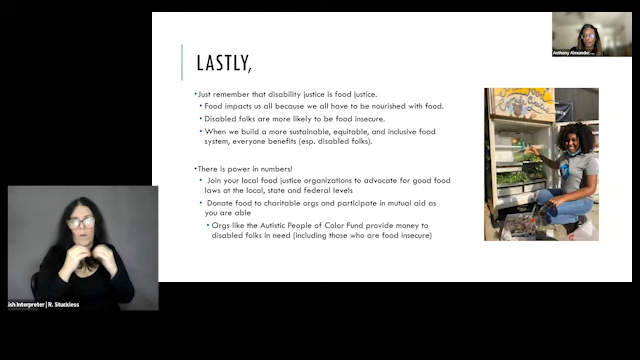 LASTLY,
Anthony Alexander
•Just remember that disability justice is food justice.
• Food impacts us all because we all have to be nourished with food.
• Disabled folks are more likely to be food insecure.
• When we build a more sustainable, equitable, and inclusive food
system, everyone benefits (esp. disabled folks).
•There is power in numbers!
• Join your local food justice organizations to advocate for good food
laws at the local, state and federal levels
• Donate food to charitable orgs and participate in mutual aid as
you are able
• Orgs like the Autistic People of Color Fund provide money to
disabled folks in need (including those who are food insecure)
ish Interpreter | R. Stuckless